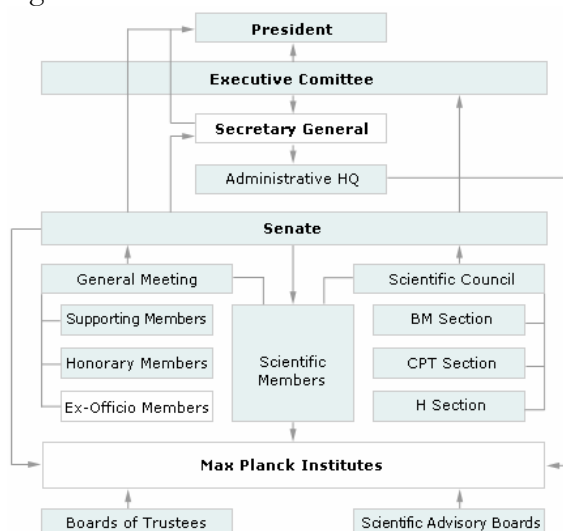 President
Executive Comittee
Secretary General
Administrative HQ
Senate
General Meeting
Scientific Council
Supporting Members
BM Section
Honorary Members
Scientific
Members
CPT Section
Ex-Officio Members
H Section
Max Planck Institutes
Boards of Trustees
Scientific Advisory Boards